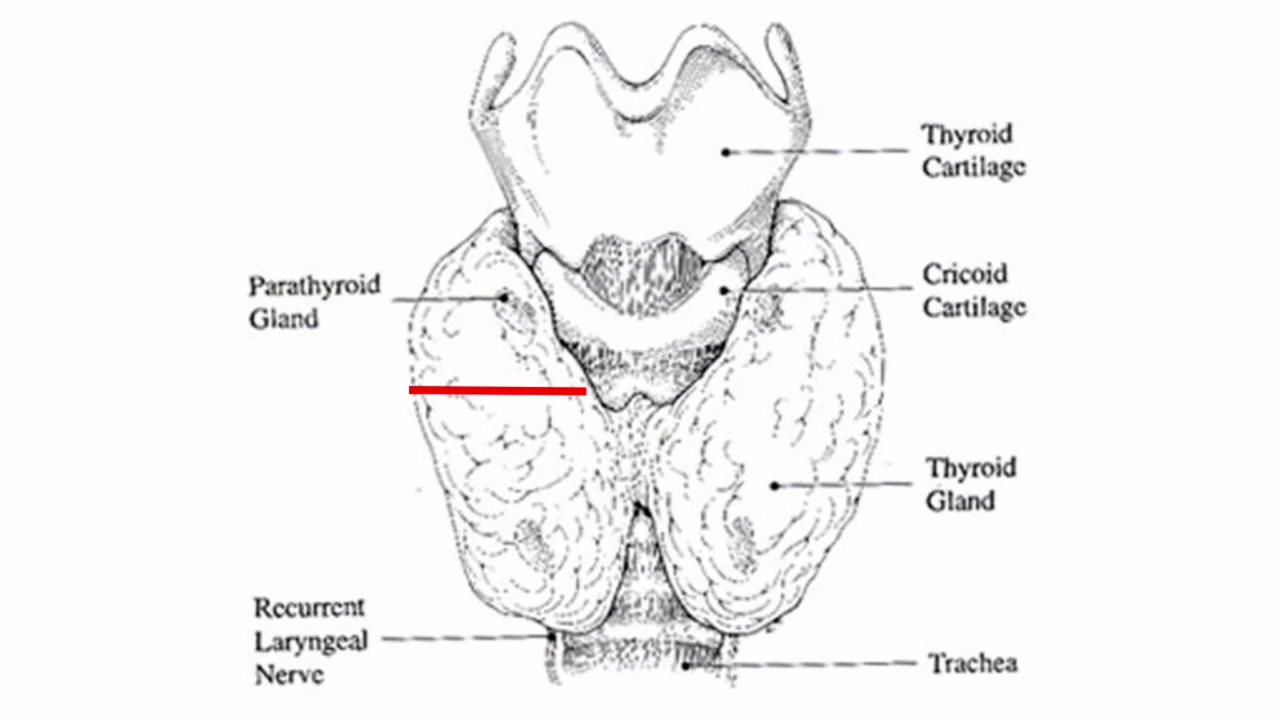 Thyroid
Cartilage
Parathyroid
Gland
Cricoid
Cartilage
Thyroid
Gland
Recurrent
Laryngeal
Nerve
Trachea